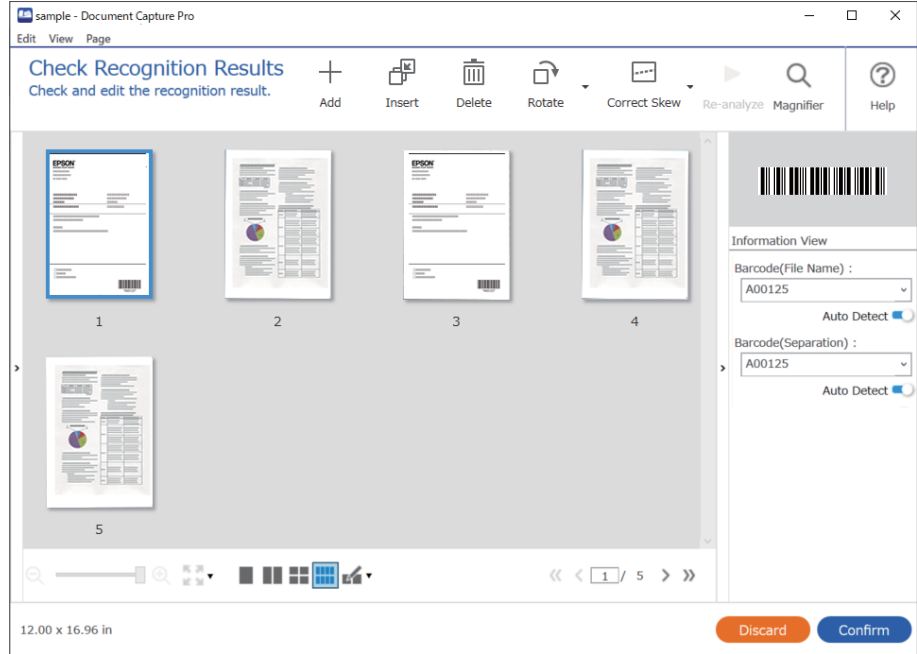 sample - Document Capture Pro
Edit View Page
Check Recognition Results
Check and edit the recognition result.
Add Insert Delete Rotate Correct Skew Re-analyze Magnifier Help
EPSON
EPSON
1 2 3 4
5
Information View
Barcode(File Name) :
A00125
Auto Detect
Barcode(Separation) :
A00125
Auto Detect
1 / 5
12.00 x 16.96 in
Discard Confirm